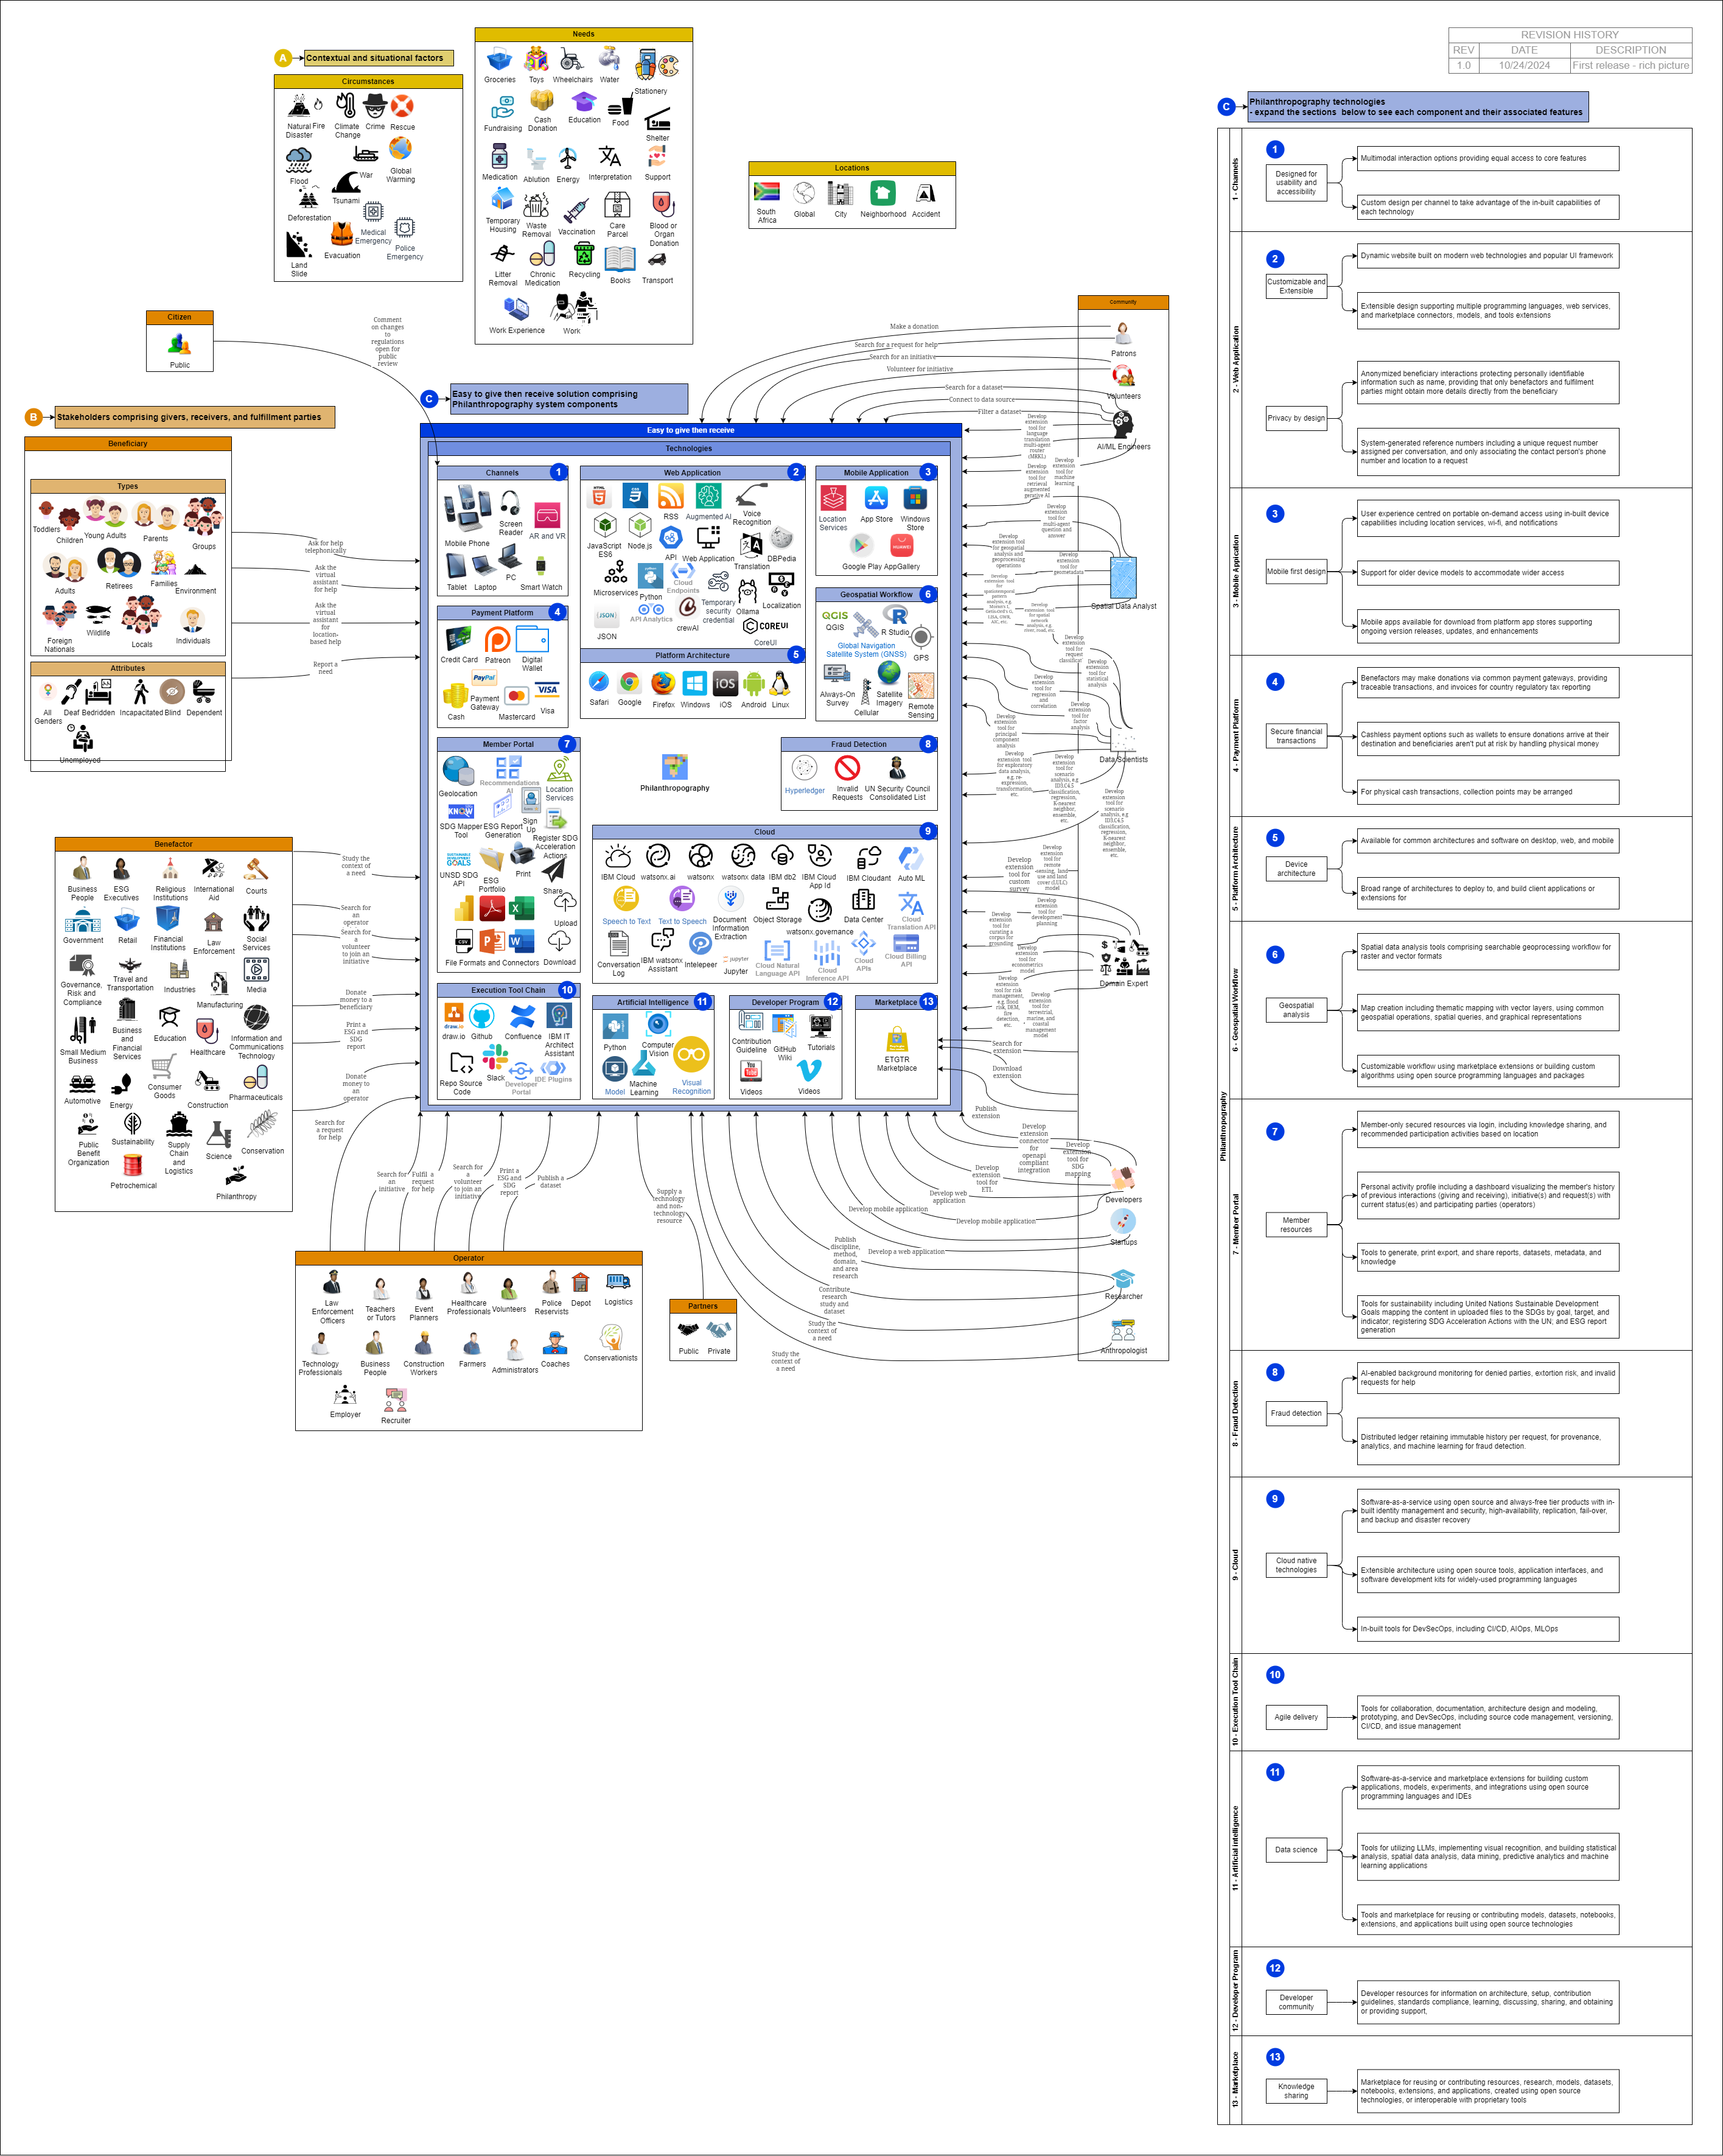 REVISION HISTORY
REV DATE DESCRIPTION
1.0 10/24/2024 First release - rich picture
A
Contextual and situational factors
Circumstances
Natural
Disaster
Fire
Climate
Change
Crime
Rescue
Flood
War
Global
Warming
Tsunami
Deforestation
Medical
Emergency
Police
Emergency
Evacuation
Land
Slide
Needs
Groceries
Toys
Wheelchairs
Water
Stationery
Fundraising
Cash
Donation
Education
Food
Shelter
Medication
Ablution
Energy
Interpretation
Support
Temporary
Housing
Waste
Removal
Vaccination
Care
Parcel
Blood or
Organ
Donation
Litter
Removal
Chronic
Medication
Recycling
Books
Transport
Work Experience
Work
Locations
South
Africa
Global
City
Neighborhood
Accident
Citizen
Public
Comment
on changes
to
regulations
open for
public
review
B
Stakeholders comprising givers, receivers, and fulfillment parties
Beneficiary
Types
Toddlers
Children
Young Adults
Parents
Groups
Adults
Retirees
Families
Environment
Foreign
Nationals
Wildlife
Locals
Individuals
Attributes
All
Genders
Deaf
Bedridden
Incapacitated
Blind
Dependent
Unemployed
Ask for help
telephonically
Ask the
virtual
assistant
for help
Ask the
virtual
assistant
for
location-
based help
Report a
need
Benefactor
Business
People
ESG
Executives
Religious
Institutions
International
Aid
Courts
Government
Retail
Financial
Institutions
Law
Enforcement
Social
Services
Governance,
Risk and
Compliance
Travel and
Transportation
Industries
Manufacturing
Media
Small Medium
Business
Business
and
Financial
Services
Education
Healthcare
Information and
Communications
Technology
Automotive
Energy
Consumer
Goods
Construction
Pharmaceuticals
Public
Benefit
Organization
Sustainability
Supply
Chain
and
Logistics
Science
Conservation
Petrochemical
Philanthropy
Study the
context of
a need
Search for
an
operator
Search for
a
volunteer
to join an
initiative
Donate
money to a
beneficiary
Print a
ESG and
SDG
report
Donate
money to
an
operator
Search for
a request
for help
Search for
an
initiative
Fulfil a
request
for help
Search for
a
volunteer
to join an
initiative
Print a
ESG and
SDG
report
Publish a
dataset
Operator
Law
Enforcement
Officers
Teachers
or Tutors
Event
Planners
Healthcare
Professionals
Volunteers
Police
Reservists
Depot
Logistics
Technology
Professionals
Business
People
Construction
Workers
Farmers
Administrators
Coaches
Conservationists
Employer
Recruiter
Supply a
technology
and non-
technology
resource
Partners
Public
Private
C
Easy to give then receive solution comprising
Philanthropography system components
Easy to give then receive
Technologies
Channels
1
Mobile Phone
Screen
Reader
AR and VR
Tablet
Laptop
PC
Smart Watch
Web Application
2
HTML
CSS
RSS
Augmented AI
Voice
Recognition
JavaScript
ES6
Node.js
API
Web Application
Translation
DBPedia
Microservices
Python
Cloud
Endpoints
Temporary
security
credential
Ollama
Localization
{JSON}
JSON
API Analytics
crewAI
COREUI
CoreUI
Mobile Application
3
Location
Services
App Store
Windows
Store
Google Play
HUAWEI
AppGallery
Payment Platform
4
Credit Card
Patreon
Digital
Wallet
Cash
PayPal
Payment
Gateway
Mastercard
VISA
Visa
Platform Architecture
5
Safari
Google
Firefox
Windows
iOS
iOS
Android
Linux
Geospatial Workflow
6
QGIS
QGIS
R Studio
Global Navigation
Satellite System (GNSS)
GPS
Always-On
Survey
Cellular
Satellite
Imagery
Remote
Sensing
Member Portal
7
Geolocation
Recommendations
AI
Location
Services
KNOW
SDG Mapper
Tool
ESG Report
Generation
Sign
Up
Register SDG
Acceleration
Actions
SUSTAINABLE
DEVELOPMENT
GOALS
UNSD SDG
API
ESG
Portfolio
Print
Share
Upload
CSV
File Formats and Connectors
Download
Philanthropography
Fraud Detection
8
Hyperledger
Invalid
Requests
UN Security Council
Consolidated List
Cloud
9
IBM Cloud
watsonx.ai
watsonx
watsonx data
IBM db2
IBM Cloud
App Id
IBM Cloudant
Auto ML
Speech to Text
Text to Speech
Document
Information
Extraction
Object Storage
watsonx.governance
Data Center
Cloud
Translation API
Conversation
Log
IBM watsonx
Assistant
Intelepeer
jupyter
Jupyter
Cloud Natural
Language API
Cloud
Inference API
Cloud
APIs
Cloud Billing
API
Execution Tool Chain
10
draw.io
draw.io
Github
Confluence
IBM IT
Architect
Assistant
Repo Source
Code
Slack
Developer
Portal
IDE Plugins
Artificial Intelligence
11
Python
Computer
Vision
Model
Machine
Learning
Visual
Recognition
Developer Program
12
Contribution
Guideline
GitHub
Wiki
Tutorials
Videos
Videos
Marketplace
13
ETGTR
Marketplace
Community
Patrons
Volunteers
AI/ML Engineers
Spatial Data Analyst
Data Scientists
Domain Expert
Developers
Startups
Researcher
Anthropologist
Make a donation
Search for a request for help
Search for an initiative
Volunteer for initiative
Search for a dataset
Connect to data source
Filter a dataset
Develop
extension
tool for
language
translation
multi-agent
router
(MRKL)
Develop
extension
tool for
machine
learning
Develop
extension
tool for
multi-agent
question and
answer
Develop
extension tool
for geospatial
analysis and
geoprocessing
operations
Develop
extension
tool for
geometadata
Develop
extension
tool for
statistical
analysis
Develop
extension
tool for
regression
and
correlation
Develop
extension
tool for
factor
analysis
Develop
extension
tool for
principal
component
analysis
Develop
extension
tool
for exploratory
data analysis,
e.g. re-
expression,
transformation,
etc.
Develop
extension
tool for
scenario
analysis, e.g
ID3,C4.5
classification,
regression,
K-nearest
neighbor,
ensemble,
etc.
Develop
extension
tool for
scenario
analysis, e.g
ID3,C4.5
classification,
regression,
K-nearest
neighbor,
ensemble,
etc.
Develop
extension
tool for
custom
survey
Develop
extension
tool for
remote
sensing, land
use and land
cover (LULC)
model
Develop
extension
tool for
development
planning
Develop
extension
tool for
curating a
corpus for
grounding
Develop
extension
tool for
econometrics
model
Develop
extension
tool for risk
management,
e.g. flood
risk, DEM,
fire
detection,
etc.
Develop
extension
tool for
terrestrial,
marine, and
coastal
management
model
Search for
extension
Download
extension
Publish
extension
Develop
extension
connector
for
openapi
compliant
integration
Develop
extension
tool for
SDG
mapping
Develop
extension
tool for
ETL
Develop web
application
Develop mobile application
Develop mobile application
Develop a web application
Publish
discipline,
method,
domain,
and area
research
Contribute
research
study and
dataset
Study the
context of
a need
Study the
context of
a need
C
Philanthropography technologies
- expand the sections below to see each component and their associated features
Philanthropography
1 - Channels
1
Designed for
usability and
accessibility
Multimodal interaction options providing equal access to core features
Custom design per channel to take advantage of the in-built capabilities of
each technology
2 - Web Application
2
Customizable and
Extensible
Dynamic website built on modern web technologies and popular UI framework
Extensible design supporting multiple programming languages, web services,
and marketplace connectors, models, and tools extensions
Privacy by design
Anonymized beneficiary interactions protecting personally identifiable
information such as name, providing that only benefactors and fulfilment
parties might obtain more details directly from the beneficiary
System-generated reference numbers including a unique request number
assigned per conversation, and only associating the contact person's phone
number and location to a request
3 - Mobile Appication
3
Mobile first design
User experience centred on portable on-demand access using in-built device
capabilities including location services, wi-fi, and notifications
Support for older device models to accommodate wider access
Mobile apps available for download from platform app stores supporting
ongoing version releases, updates, and enhancements
4 - Payment Platform
4
Secure financial
transactions
Benefactors may make donations via common payment gateways, providing
traceable transactions, and invoices for country regulatory tax reporting
Cashless payment options such as wallets to ensure donations arrive at their
destination and beneficiaries aren't put at risk by handling physical money
For physical cash transactions, collection points may be arranged
5 - Platform Architecture
5
Device
architecture
Available for common architectures and software on desktop, web, and mobile
Broad range of architectures to deploy to, and build client applications or
extensions for
6 - Geospatial Workflow
6
Geospatial
analysis
Spatial data analysis tools comprising searchable geoprocessing workflow for
raster and vector formats
Map creation including thematic mapping with vector layers, using common
geospatial operations, spatial queries, and graphical representations
Customizable workflow using marketplace extensions or building custom
algorithms using open source programming languages and packages
7 - Member Portal
7
Member
resources
Member-only secured resources via login, including knowledge sharing, and
recommended participation activities based on location
Personal activity profile including a dashboard visualizing the member's history
of previous interactions (giving and receiving), initiative(s) and request(s) with
current status(es) and participating parties (operators)
Tools to generate, print export, and share reports, datasets, metadata, and
knowledge
Tools for sustainability including United Nations Sustainable Development
Goals mapping the content in uploaded files to the SDGs by goal, target, and
indicator; registering SDG Acceleration Actions with the UN; and ESG report
generation
8 - Fraud Detection
8
Fraud detection
AI-enabled background monitoring for denied parties, extortion risk, and invalid
requests for help
Distributed ledger retaining immutable history per request, for provenance,
analytics, and machine learning for fraud detection.
9 - Cloud
9
Cloud native
technologies
Software-as-a-service using open source and always-free tier products with in-
built identity management and security, high-availability, replication, fail-over,
and backup and disaster recovery
Extensible architecture using open source tools, application interfaces, and
software development kits for widely-used programming languages
In-built tools for DevSecOps, including CI/CD, AIOps, MLOps
10 - Execution Tool Chain
10
Agile delivery
Tools for collaboration, documentation, architecture design and modeling,
prototyping, and DevSecOps, including source code management, versioning,
CI/CD, and issue management
11 - Artificial intelligence
11
Data science
Software-as-a-service and marketplace extensions for building custom
applications, models, experiments, and integrations using open source
programming languages and IDEs
Tools for utilizing LLMs, implementing visual recognition, and building statistical
analysis, spatial data analysis, data mining, predictive analytics and machine
learning applications
Tools and marketplace for reusing or contributing models, datasets, notebooks,
extensions, and applications built using open source technologies
12 - Developer Program
12
Developer
community
Developer resources for information on architecture, setup, contribution
guidelines, standards compliance, learning, discussing, sharing, and obtaining
or providing support,
13 - Marketplace
13
Knowledge
sharing
Marketplace for reusing or contributing resources, research, models, datasets,
notebooks, extensions, and applications, created using open source
technologies, or interoperable with proprietary tools